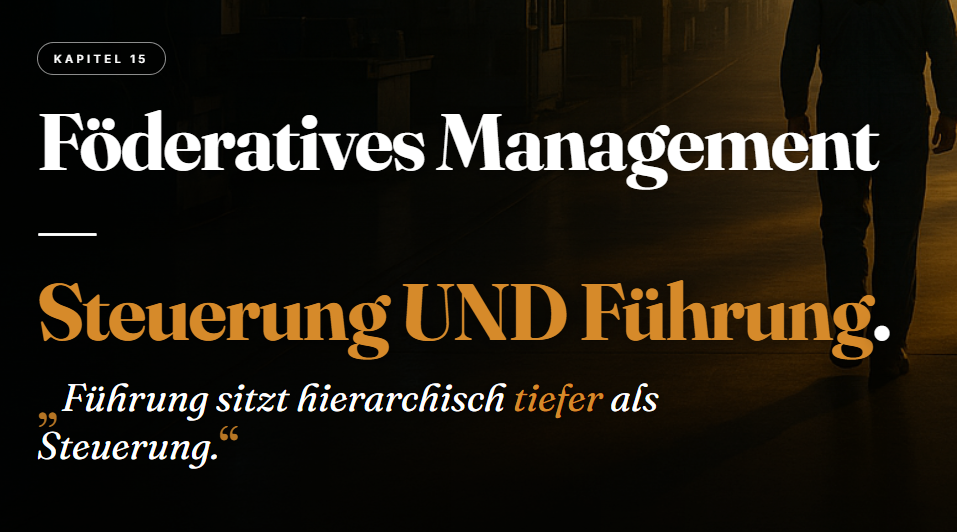 KAPITEL 15
Föderatives Management
Steuerung UND Führung.
„Führung sitzt hierarchisch tiefer als
Steuerung.“